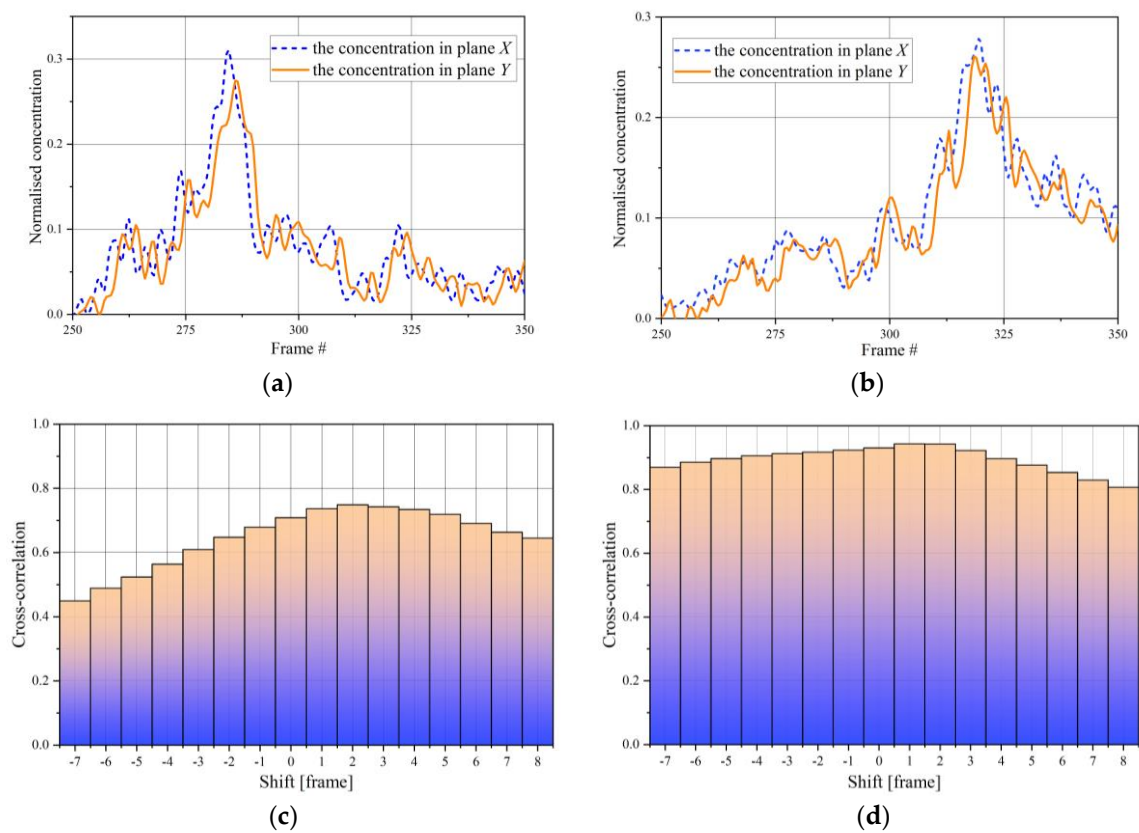 the concentration in plane X
the concentration in plane Y
Normalised concentration
0.3
0.2
0.1
0.0
250 275 300 325 350
Frame #
(a)
the concentration in plane X
the concentration in plane Y
Normalised concentration
0.3
0.2
0.1
0.0
250 275 300 325 350
Frame #
(b)
Cross-correlation
1.0
0.8
0.6
0.4
0.2
0.0
-7 -6 -5 -4 -3 -2 -1 0 1 2 3 4 5 6 7 8
Shift [frame]
(c)
Cross-correlation
1.0
0.8
0.6
0.4
0.2
0.0
-7 -6 -5 -4 -3 -2 -1 0 1 2 3 4 5 6 7 8
Shift [frame]
(d)